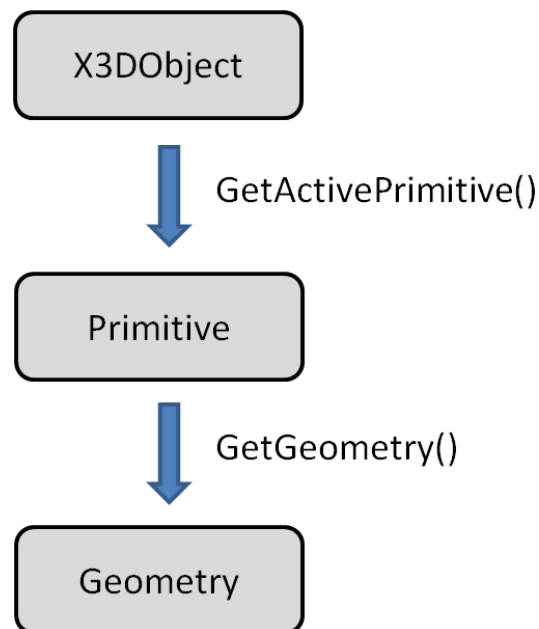 X3DObject
GetActivePrimitive()
Primitive
GetGeometry()
Geometry